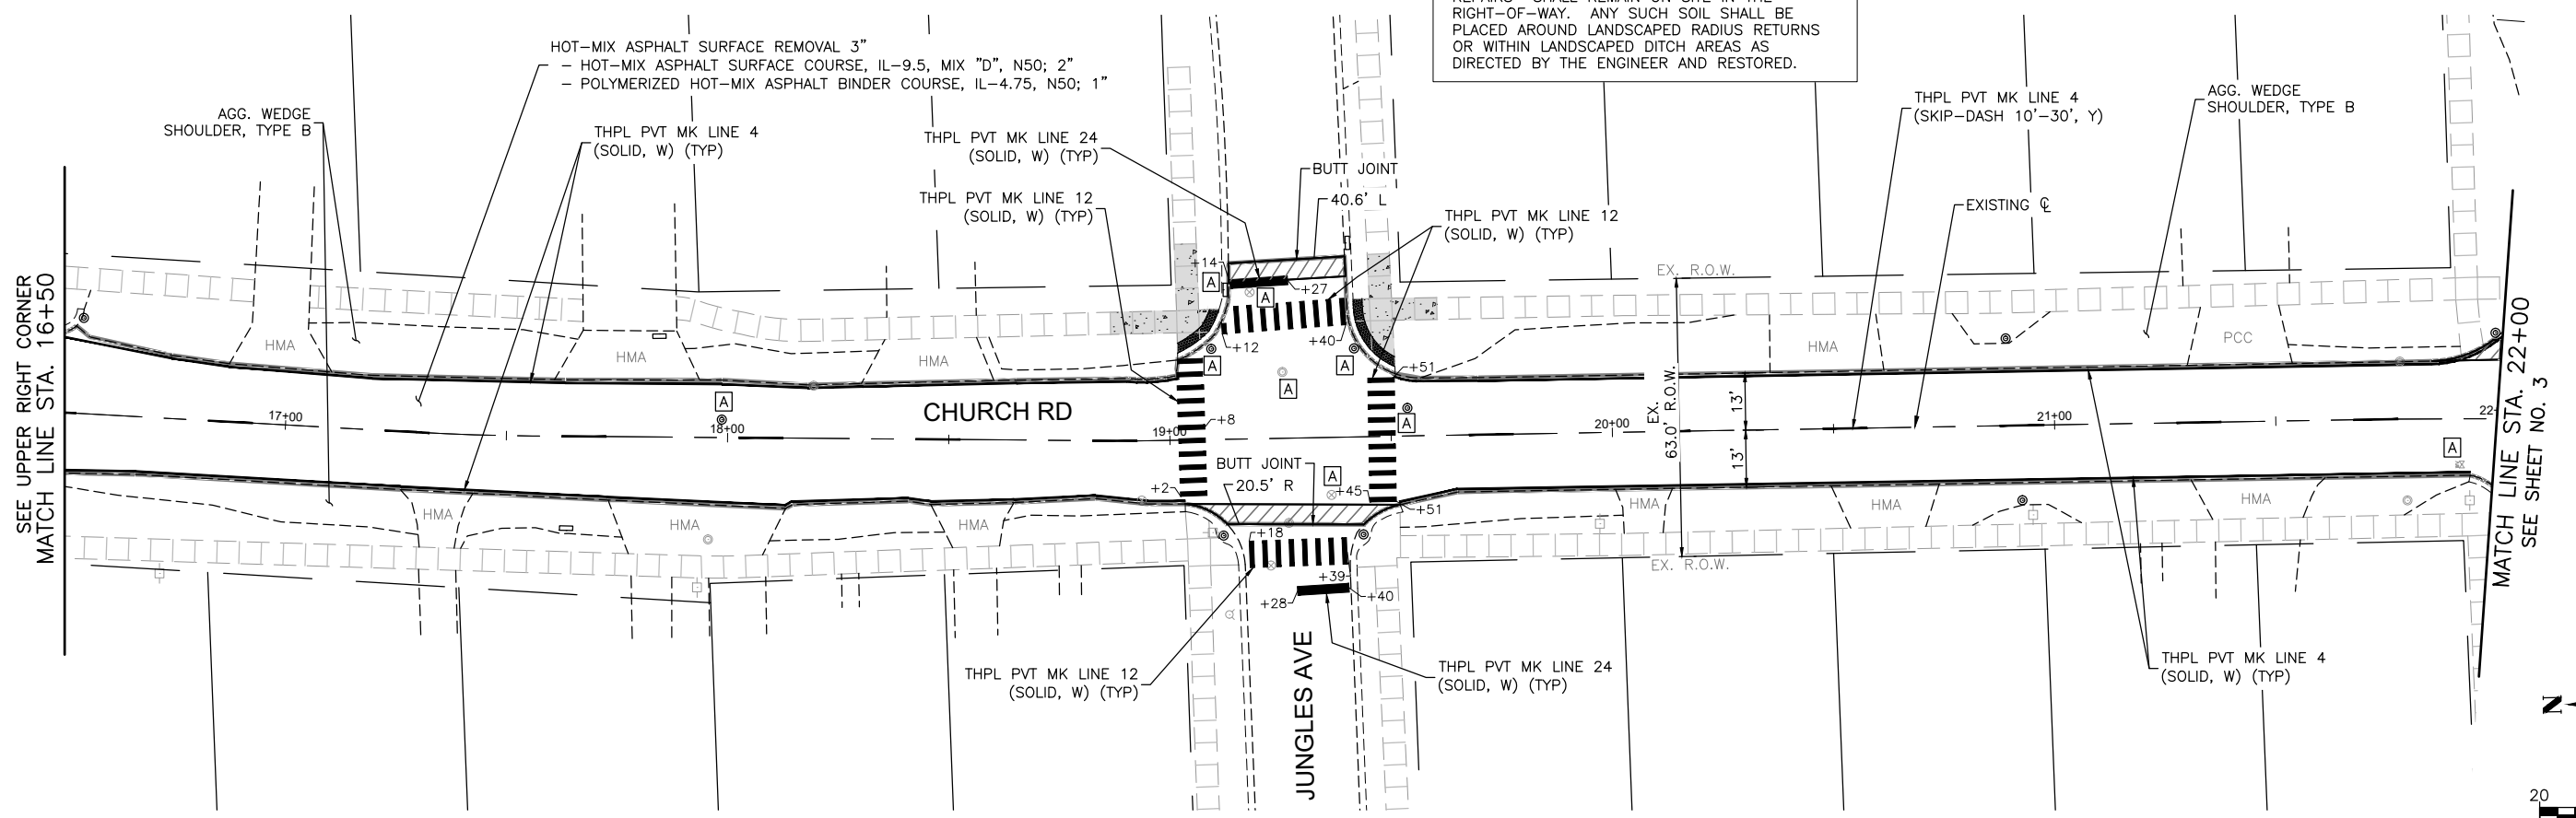 RIGHT-OF-WAY. ANY SUCH SOIL SHALL BE
PLACED AROUND LANDSCAPED RADIUS RETURNS
OR WITHIN LANDSCAPED DITCH AREAS AS
DIRECTED BY THE ENGINEER AND RESTORED.
HOT-MIX ASPHALT SURFACE REMOVAL 3"
- HOT-MIX ASPHALT SURFACE COURSE, IL-9.5, MIX "D", N50; 2"
- POLYMERIZED HOT-MIX ASPHALT BINDER COURSE, IL-4.75, N50; 1"
AGG. WEDGE
SHOULDER, TYPE B
THPL PVT MK LINE 4
(SOLID, W) (TYP)
THPL PVT MK LINE 24
(SOLID, W) (TYP)
THPL PVT MK LINE 12
(SOLID, W) (TYP)
BUTT JOINT
40.6' L
THPL PVT MK LINE 12
(SOLID, W) (TYP)
THPL PVT MK LINE 4
(SKIP-DASH 10'-30', Y)
AGG. WEDGE
SHOULDER, TYPE B
EXISTING ℄
EX. R.O.W.
SEE UPPER RIGHT CORNER
MATCH LINE STA. 16+50
+14
A
A
+27
+12
+40
A
A
A
+51
HMA
HMA
HMA
HMA
PCC
17+00
A
18+00
CHURCH RD
+8
19+00
A
20+00
EX.
63.0' R.O.W.
13'
13'
21+00
22
A
MATCH LINE STA. 22+00
SEE SHEET NO. 3
BUTT JOINT
20.5' R
A
+2
+45
+51
HMA
HMA
HMA
HMA
HMA
HMA
+18
+39
+28
+40
EX. R.O.W.
JUNGLES AVE
THPL PVT MK LINE 12
(SOLID, W) (TYP)
THPL PVT MK LINE 24
(SOLID, W) (TYP)
THPL PVT MK LINE 4
(SOLID, W) (TYP)
N
20